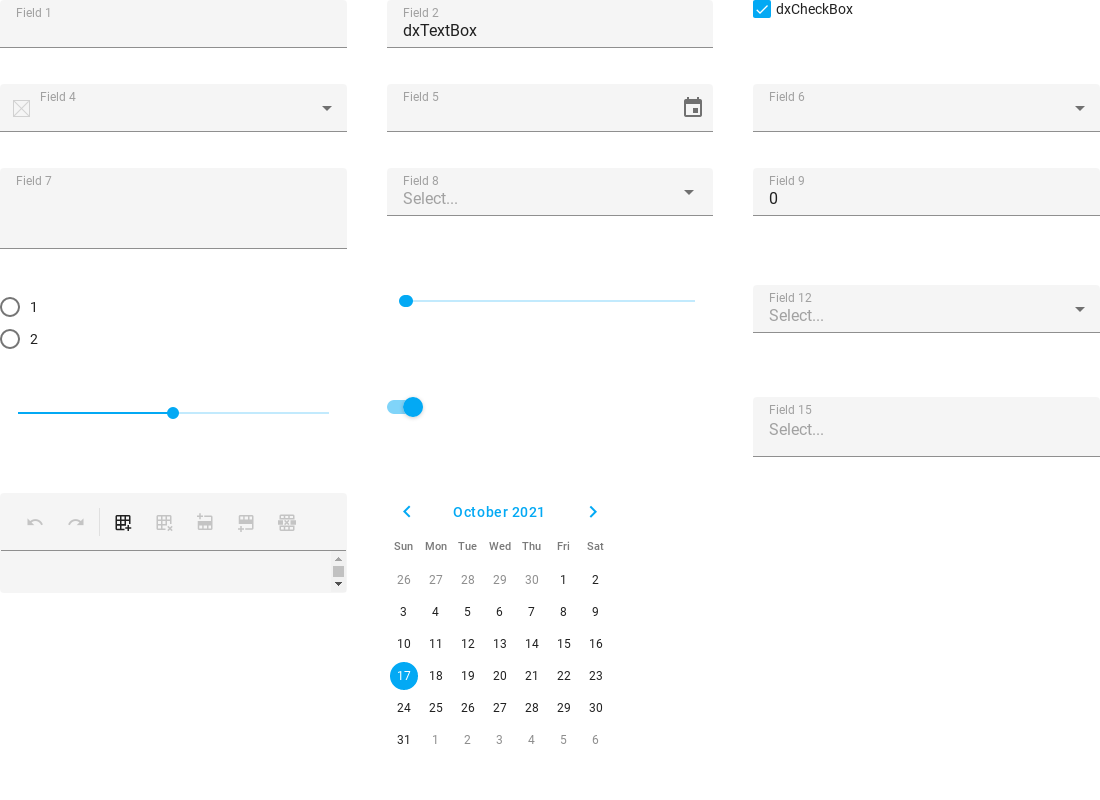 Field 1
Field 2
dxTextBox
dxCheckBox
Field 4
Field 5
Field 6
Field 7
Field 8
Select...
Field 9
0
1
2
Field 12
Select...
Field 15
Select...
October 2021
Sun Mon Tue Wed Thu Fri Sat
26 27 28 29 30 1 2
3 4 5 6 7 8 9
10 11 12 13 14 15 16
17 18 19 20 21 22 23
24 25 26 27 28 29 30
31 1 2 3 4 5 6